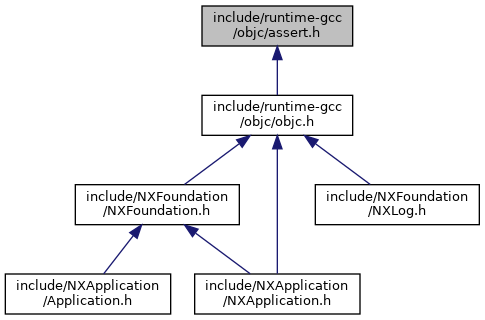 include/runtime-gcc
/objc/assert.h
include/runtime-gcc
/objc/objc.h
include/NXFoundation
/NXFoundation.h
include/NXFoundation
/NXLog.h
include/NXApplication
/Application.h
include/NXApplication
/NXApplication.h